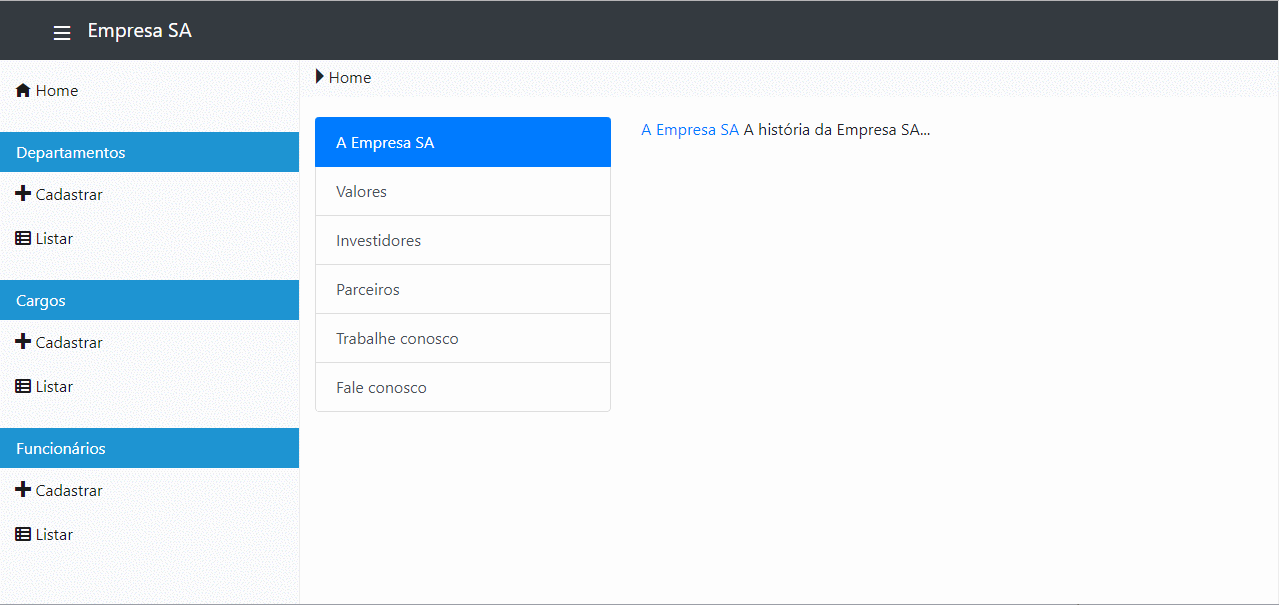 Empresa SA
Home
Departamentos
Cadastrar
Listar
Cargos
Cadastrar
Listar
Funcionários
Cadastrar
Listar
Home
A Empresa SA
Valores
Investidores
Parceiros
Trabalhe conosco
Fale conosco
A Empresa SA A história da Empresa SA...